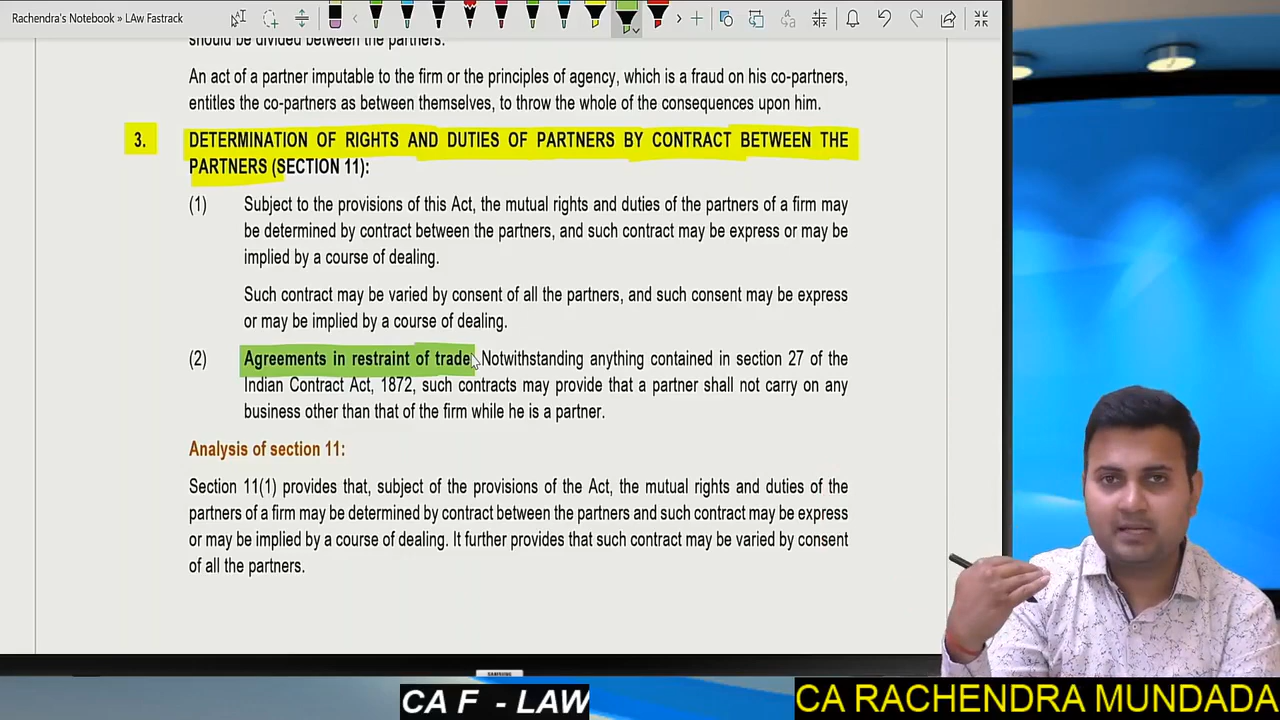 Rachendra's Notebook » LAw Fastrack
should be divided between the partners.
An act of a partner imputable to the firm or the principles of agency, which is a fraud on his co-partners,
entitles the co-partners as between themselves, to throw the whole of the consequences upon him.
3. DETERMINATION OF RIGHTS AND DUTIES OF PARTNERS BY CONTRACT BETWEEN THE
PARTNERS (SECTION 11):
(1) Subject to the provisions of this Act, the mutual rights and duties of the partners of a firm may
be determined by contract between the partners, and such contract may be express or may be
implied by a course of dealing.
Such contract may be varied by consent of all the partners, and such consent may be express
or may be implied by a course of dealing.
(2) Agreements in restraint of trade Notwithstanding anything contained in section 27 of the
Indian Contract Act, 1872, such contracts may provide that a partner shall not carry on any
business other than that of the firm while he is a partner.
Analysis of section 11:
Section 11(1) provides that, subject of the provisions of the Act, the mutual rights and duties of the
partners of a firm may be determined by contract between the partners and such contract may be express
or may be implied by a course of dealing. It further provides that such contract may be varied by consent
of all the partners.
SAMSUNG
CA F - LAW
CA RACHENDRA MUNDADA